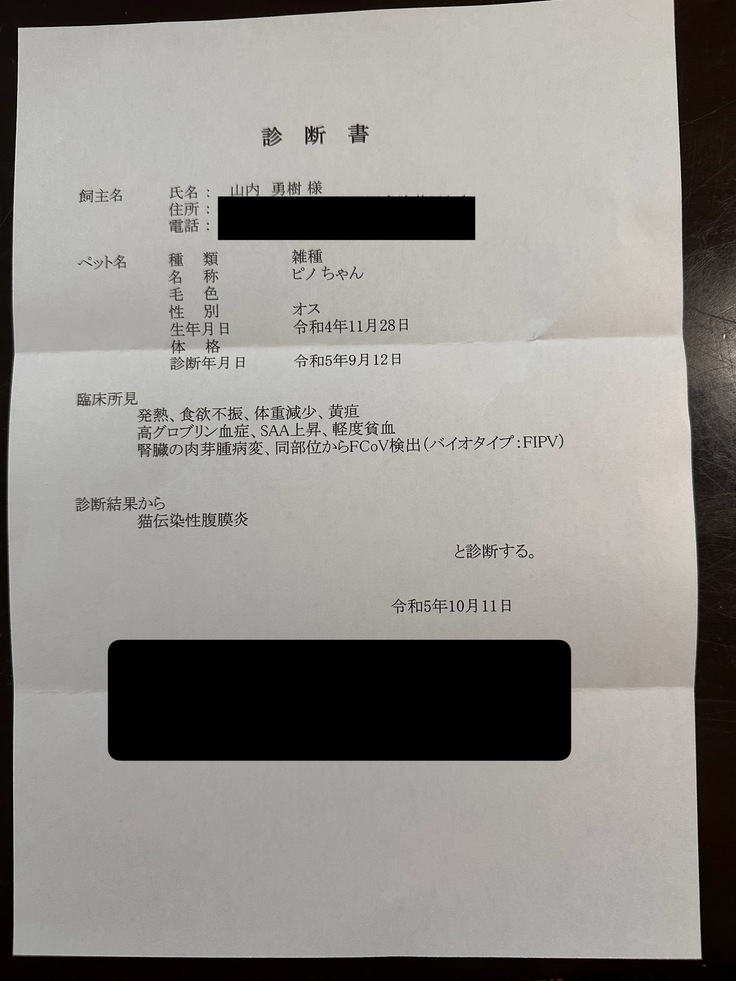 診 断 書
飼主名 氏名： 山内 勇樹 様
住所：
電話：
ペット名 種 類 雑種
名 称 ピノちゃん
毛 色
性 別 オス
生年月日 令和4年11月28日
体 格
診断年月日 令和5年9月12日
臨床所見
発熱、食欲不振、体重減少、黄疸
高グロブリン血症、SAA上昇、軽度貧血
腎臓の肉芽腫病変、同部位からFCoV検出（バイオタイプ：FIPV）
診断結果から
猫伝染性腹膜炎
と診断する。
令和5年10月11日